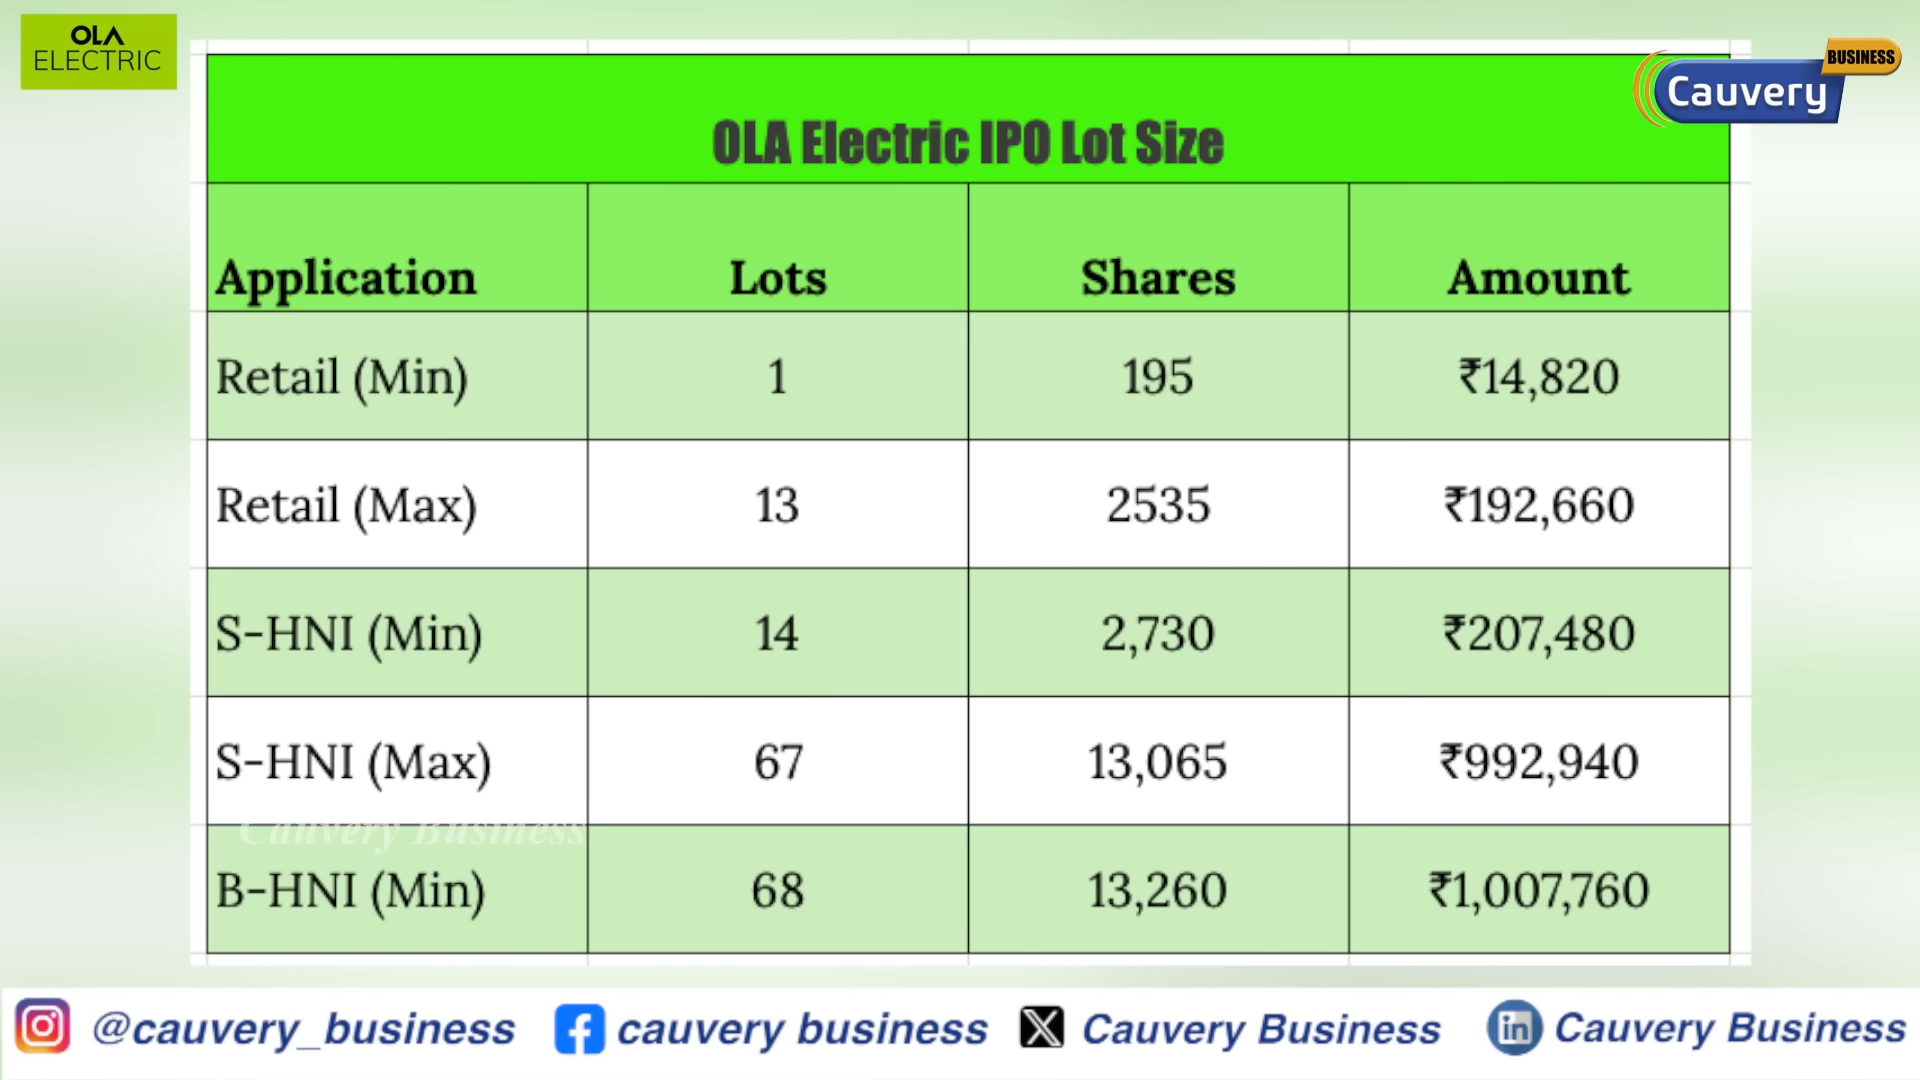 OLA
ELECTRIC
BUSINESS
Cauvery
OLA Electric IPO Lot Size
Application Lots Shares Amount
Retail (Min) 1 195 ₹14,820
Retail (Max) 13 2535 ₹192,660
S-HNI (Min) 14 2,730 ₹207,480
S-HNI (Max) 67 13,065 ₹992,940
Cauvery Business
B-HNI (Min) 68 13,260 ₹1,007,760
@cauvery_business cauvery business Cauvery Business Cauvery Business